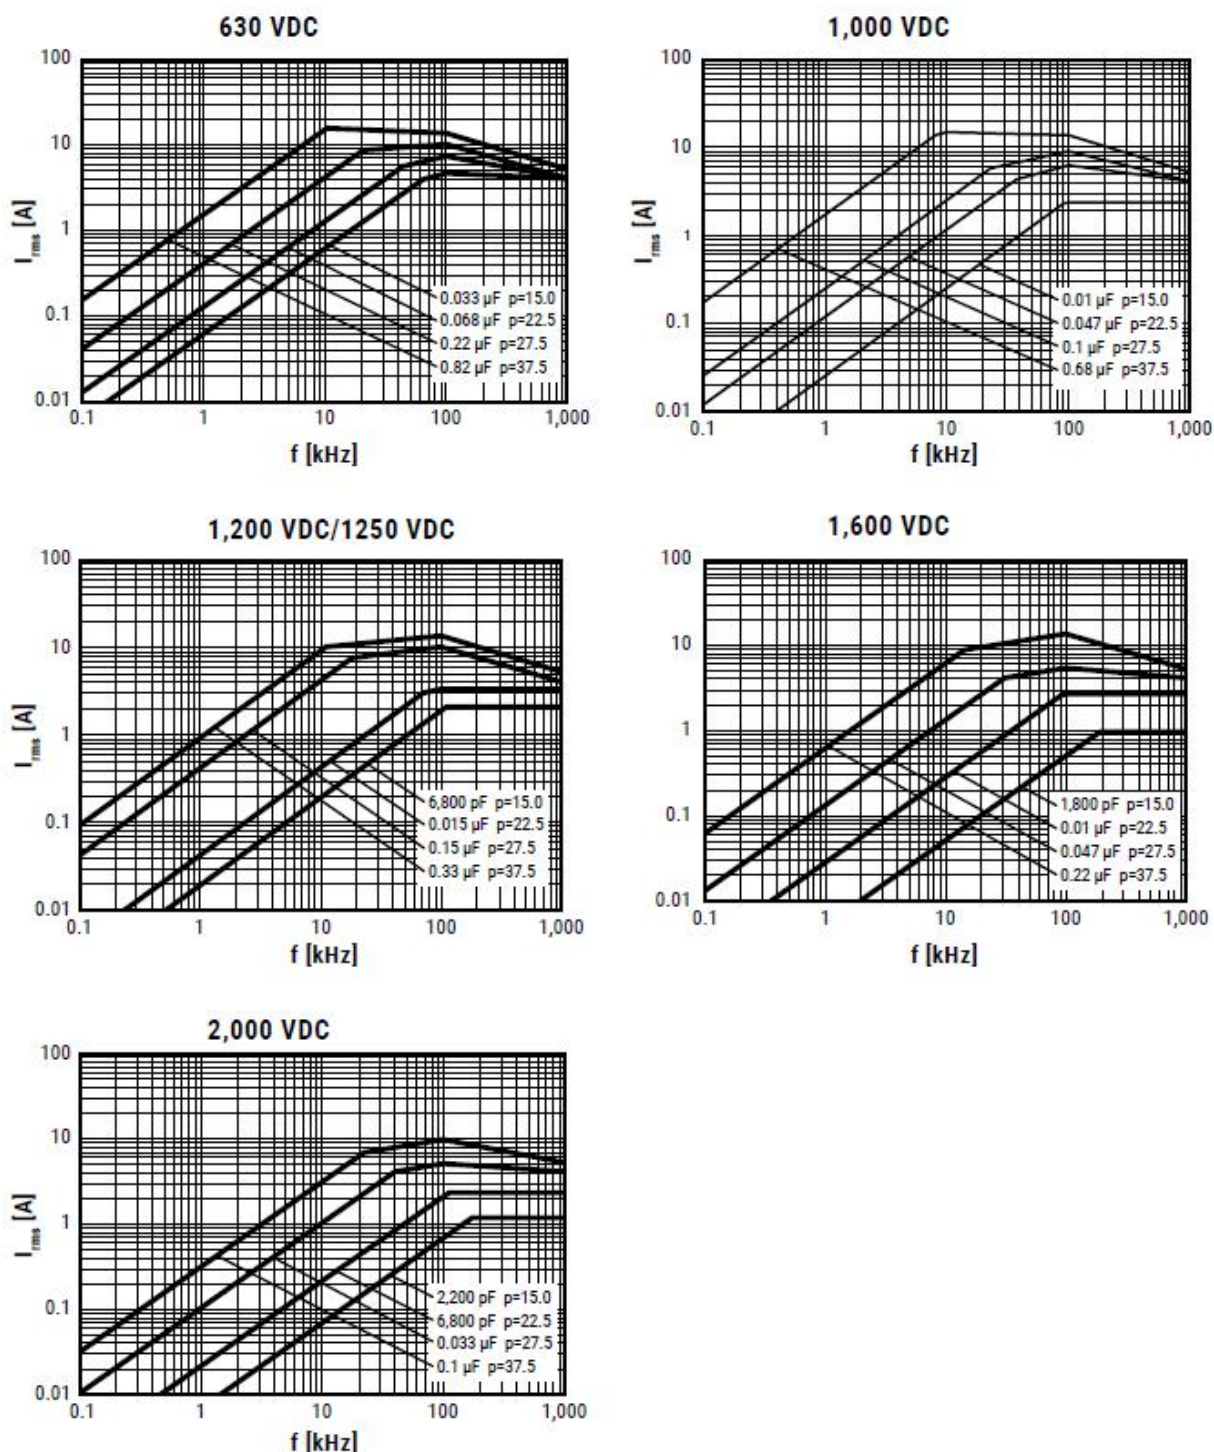 630 VDC
100
10
1
0.1
0.01
I rms [A]
0.033 µF p=15.0
0.068 µF p=22.5
0.22 µF p=27.5
0.82 µF p=37.5
0.1 1 10 100 1,000
f [kHz]
1,000 VDC
100
10
1
0.1
0.01
I rms [A]
0.01 µF p=15.0
0.047 µF p=22.5
0.1 µF p=27.5
0.68 µF p=37.5
0.1 1 10 100 1,000
f [kHz]
1,200 VDC/1250 VDC
100
10
1
0.1
0.01
I rms [A]
6,800 pF p=15.0
0.015 µF p=22.5
0.15 µF p=27.5
0.33 µF p=37.5
0.1 1 10 100 1,000
f [kHz]
1,600 VDC
100
10
1
0.1
0.01
I rms [A]
1,800 pF p=15.0
0.01 µF p=22.5
0.047 µF p=27.5
0.22 µF p=37.5
0.1 1 10 100 1,000
f [kHz]
2,000 VDC
100
10
1
0.1
0.01
I rms [A]
2,200 pF p=15.0
6,800 pF p=22.5
0.033 µF p=27.5
0.1 µF p=37.5
0.1 1 10 100 1,000
f [kHz]